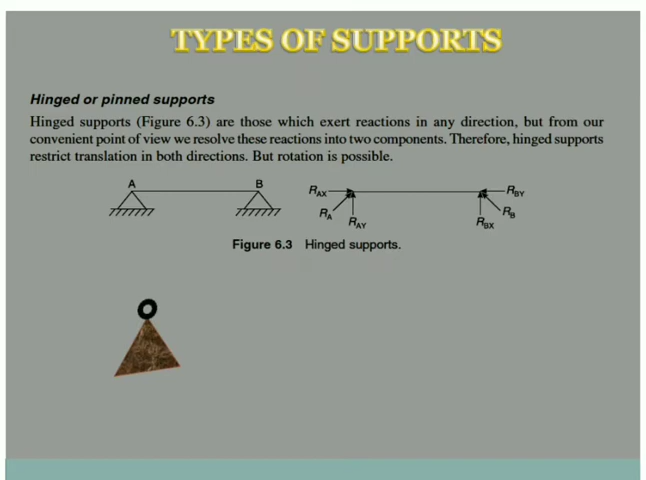 TYPES OF SUPPORTS
Hinged or pinned supports
Hinged supports (Figure 6.3) are those which exert reactions in any direction, but from our
convenient point of view we resolve these reactions into two components. Therefore, hinged supports
restrict translation in both directions. But rotation is possible.
A B RAX RBY
RA RB
RAY RBX
Figure 6.3 Hinged supports.